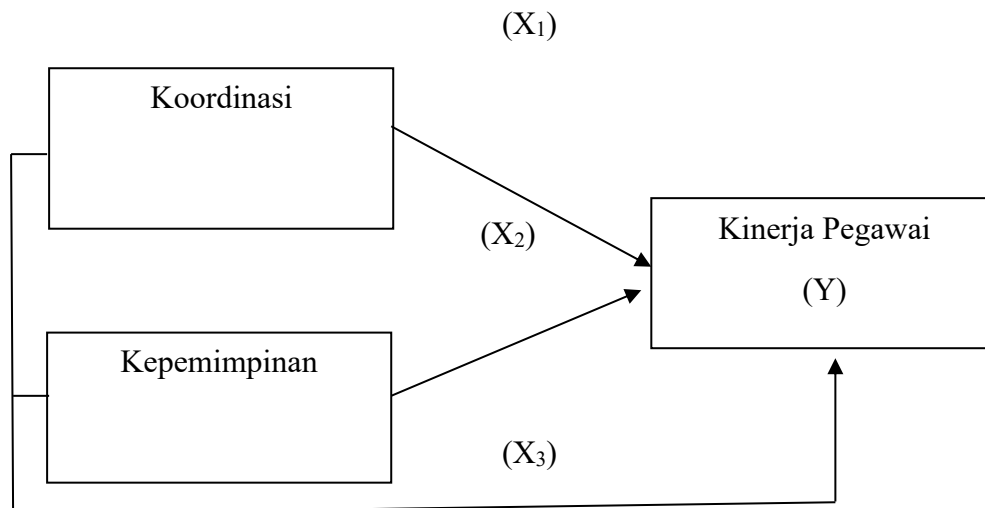 (X₁)
Koordinasi
(X₂)
Kinerja Pegawai
(Y)
Kepemimpinan
(X₃)